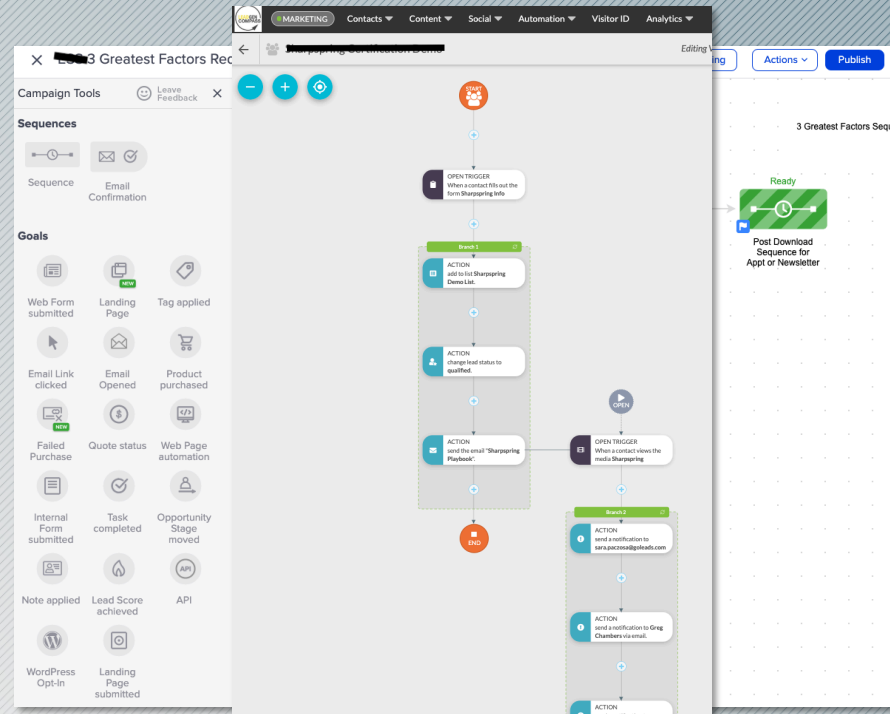 3 Greatest Factors Rec
Campaign Tools
Leave
Feedback
Sequences
Sequence
Email
Confirmation
Goals
NEW
Web Form
submitted
Landing
Page
Tag applied
Email Link
clicked
Email
Opened
Product
purchased
NEW
Failed
Purchase
Quote status
Web Page
automation
Internal
Form
submitted
Task
completed
Opportunity
Stage
moved
API
Note applied
Lead Score
achieved
API
WordPress
Opt-In
Landing
Page
submitted
COMPASS
MARKETING
Contacts
Content
Social
Automation
Visitor ID
Analytics
Editing
START
OPEN TRIGGER
When a contact fills out the
form Sharpspring Info
Branch 1
ACTION
add to list Sharpspring
Demo List.
ACTION
change lead status to
qualified.
ACTION
send the email "Sharpspring
Playbook".
END
OPEN
OPEN TRIGGER
When a contact views the
media Sharpspring
Branch 2
ACTION
send a notification to
sara.paczosa@goleads.com
ACTION
send a notification to Greg
Chambers via email.
ACTION
ing
Actions
Publish
3 Greatest Factors Sequ
Ready
Post Download
Sequence for
Appt or Newsletter